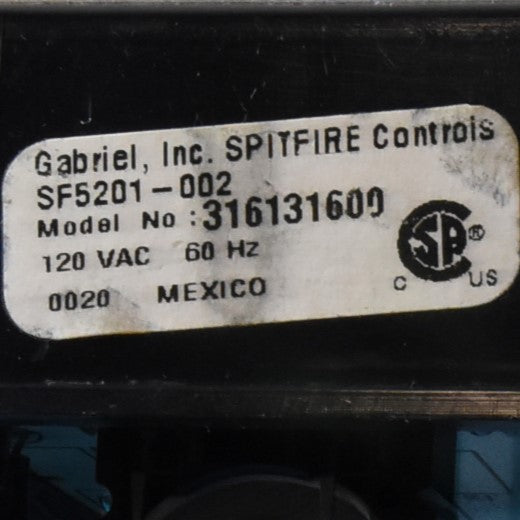 Gabriel, Inc. SPITFIRE Controls
SF5201-002
Model No :316131600
120 VAC 60 Hz
0020 MEXICO
SP ®
C US